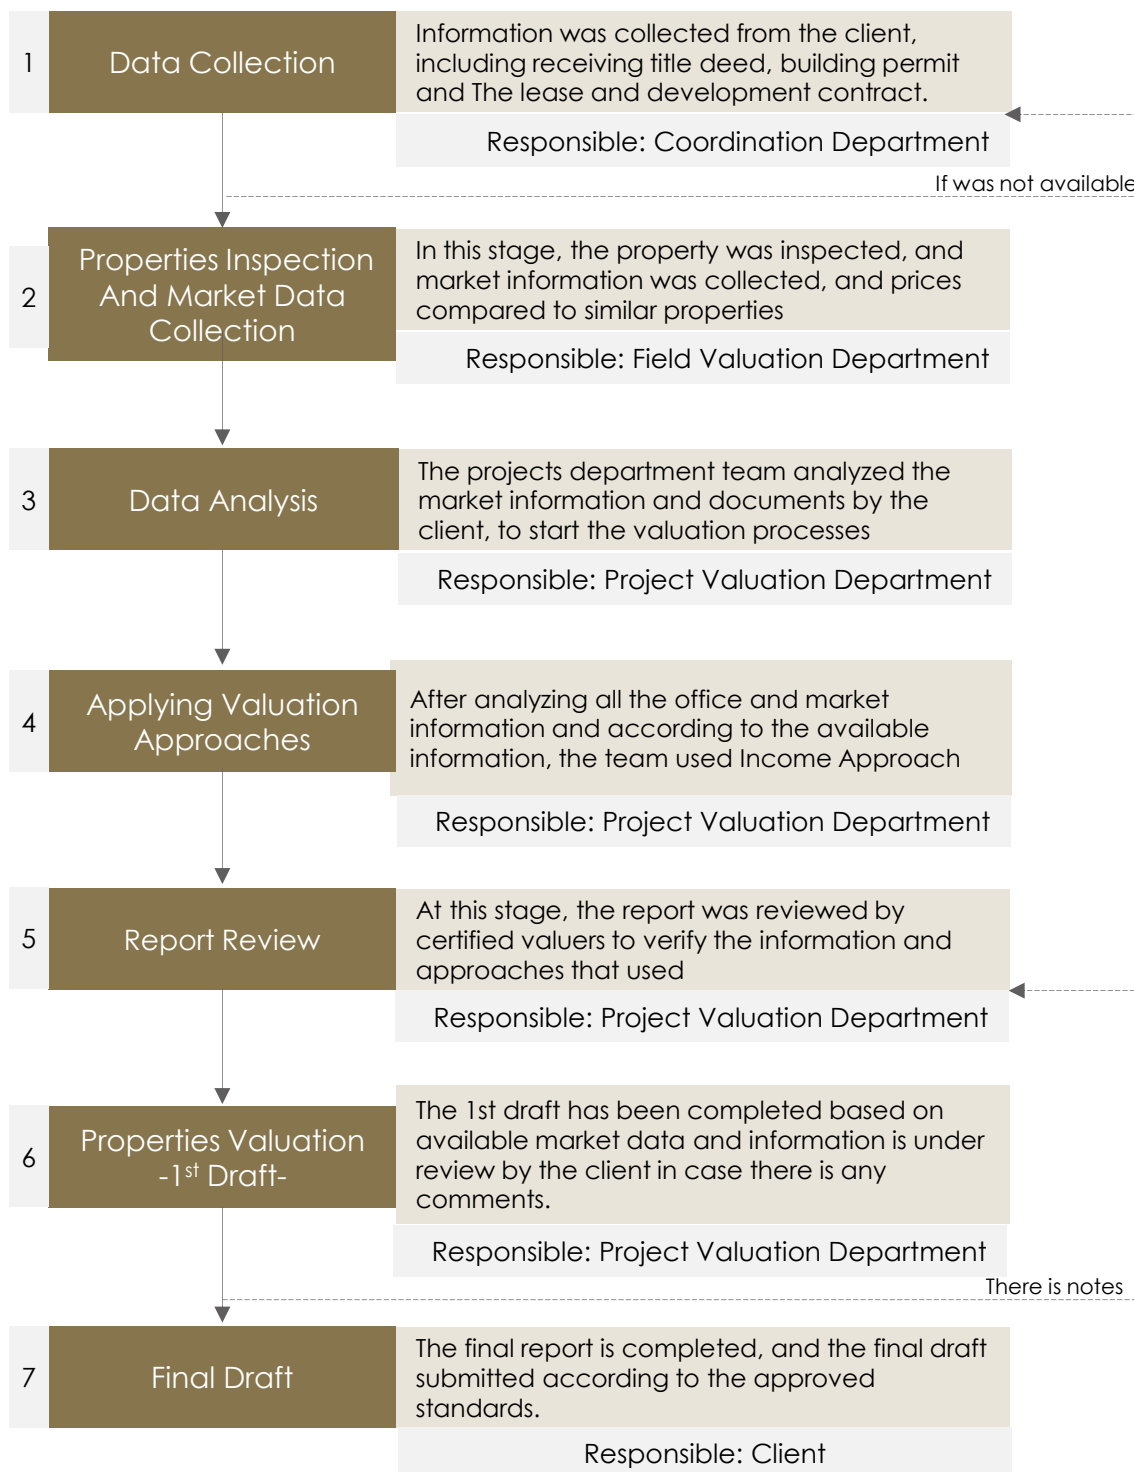 1
Data Collection
Information was collected from the client,
including receiving title deed, building permit
and The lease and development contract.
Responsible: Coordination Department
If was not available
2
Properties Inspection
And Market Data
Collection
In this stage, the property was inspected, and
market information was collected, and prices
compared to similar properties
Responsible: Field Valuation Department
3
Data Analysis
The projects department team analyzed the
market information and documents by the
client, to start the valuation processes
Responsible: Project Valuation Department
4
Applying Valuation
Approaches
After analyzing all the office and market
information and according to the available
information, the team used Income Approach
Responsible: Project Valuation Department
5
Report Review
At this stage, the report was reviewed by
certified valuers to verify the information and
approaches that used
Responsible: Project Valuation Department
6
Properties Valuation
-1st Draft-
The 1st draft has been completed based on
available market data and information is under
review by the client in case there is any
comments.
Responsible: Project Valuation Department
There is notes
7
Final Draft
The final report is completed, and the final draft
submitted according to the approved
standards.
Responsible: Client